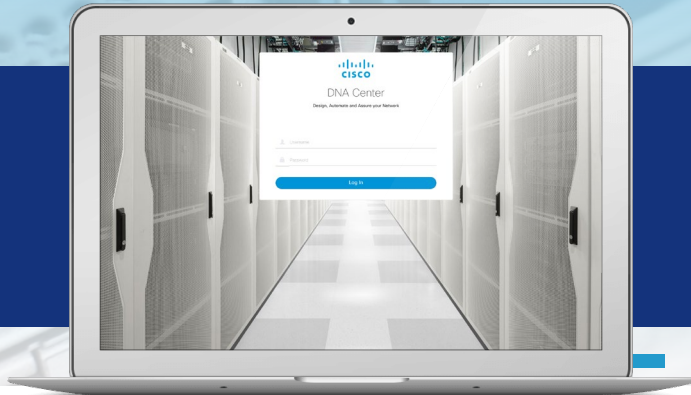 CISCO
DNA Center
Design, Automate and Assure your Network
Username
Password
Log In